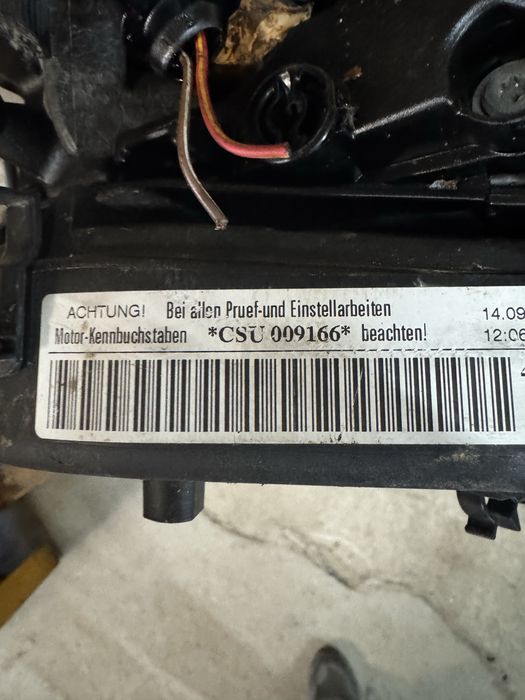 ACHTUNG! Bei allen Pruef-und Einstellarbeiten 14.09
Motor-Kennbuchstaben *CSU 009166* beachten! 12:06